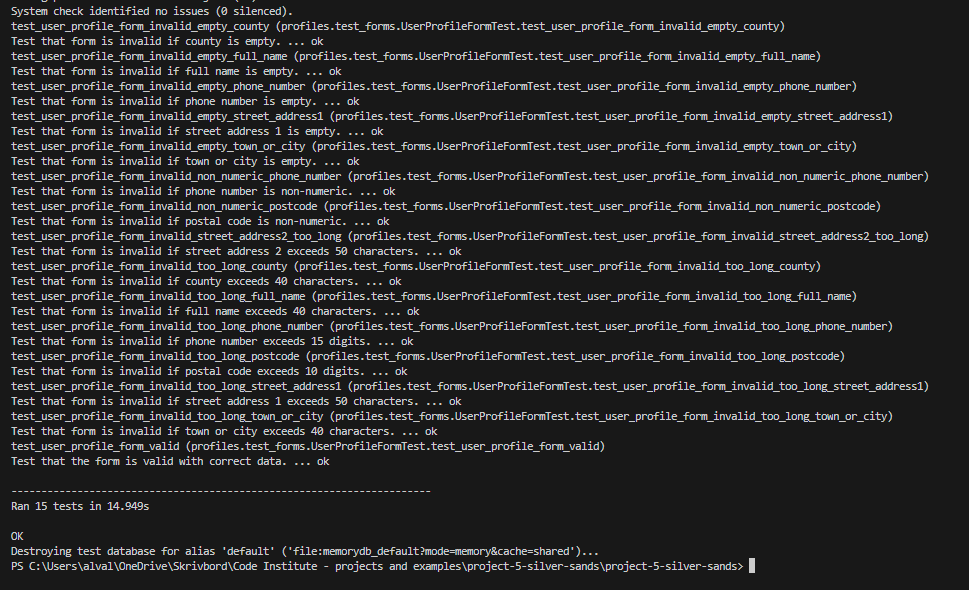 System check identified no issues (0 silenced).
test_user_profile_form_invalid_empty_county (profiles.test_forms.UserProfileFormTest.test_user_profile_form_invalid_empty_county)
Test that form is invalid if county is empty. ... ok
test_user_profile_form_invalid_empty_full_name (profiles.test_forms.UserProfileFormTest.test_user_profile_form_invalid_empty_full_name)
Test that form is invalid if full name is empty. ... ok
test_user_profile_form_invalid_empty_phone_number (profiles.test_forms.UserProfileFormTest.test_user_profile_form_invalid_empty_phone_number)
Test that form is invalid if phone number is empty. ... ok
test_user_profile_form_invalid_empty_street_address1 (profiles.test_forms.UserProfileFormTest.test_user_profile_form_invalid_empty_street_address1)
Test that form is invalid if street address 1 is empty. ... ok
test_user_profile_form_invalid_empty_town_or_city (profiles.test_forms.UserProfileFormTest.test_user_profile_form_invalid_empty_town_or_city)
Test that form is invalid if town or city is empty. ... ok
test_user_profile_form_invalid_non_numeric_phone_number (profiles.test_forms.UserProfileFormTest.test_user_profile_form_invalid_non_numeric_phone_number)
Test that form is invalid if phone number is non-numeric. ... ok
test_user_profile_form_invalid_non_numeric_postcode (profiles.test_forms.UserProfileFormTest.test_user_profile_form_invalid_non_numeric_postcode)
Test that form is invalid if postal code is non-numeric. ... ok
test_user_profile_form_invalid_street_address2_too_long (profiles.test_forms.UserProfileFormTest.test_user_profile_form_invalid_street_address2_too_long)
Test that form is invalid if street address 2 exceeds 50 characters. ... ok
test_user_profile_form_invalid_too_long_county (profiles.test_forms.UserProfileFormTest.test_user_profile_form_invalid_too_long_county)
Test that form is invalid if county exceeds 40 characters. ... ok
test_user_profile_form_invalid_too_long_full_name (profiles.test_forms.UserProfileFormTest.test_user_profile_form_invalid_too_long_full_name)
Test that form is invalid if full name exceeds 40 characters. ... ok
test_user_profile_form_invalid_too_long_phone_number (profiles.test_forms.UserProfileFormTest.test_user_profile_form_invalid_too_long_phone_number)
Test that form is invalid if phone number exceeds 15 digits. ... ok
test_user_profile_form_invalid_too_long_postcode (profiles.test_forms.UserProfileFormTest.test_user_profile_form_invalid_too_long_postcode)
Test that form is invalid if postal code exceeds 10 digits. ... ok
test_user_profile_form_invalid_too_long_street_address1 (profiles.test_forms.UserProfileFormTest.test_user_profile_form_invalid_too_long_street_address1)
Test that form is invalid if street address 1 exceeds 50 characters. ... ok
test_user_profile_form_invalid_too_long_town_or_city (profiles.test_forms.UserProfileFormTest.test_user_profile_form_invalid_too_long_town_or_city)
Test that form is invalid if town or city exceeds 40 characters. ... ok
test_user_profile_form_valid (profiles.test_forms.UserProfileFormTest.test_user_profile_form_valid)
Test that the form is valid with correct data. ... ok
----------------------------------------------------------------------
Ran 15 tests in 14.949s
OK
Destroying test database for alias 'default' ('file:memorydb_default?mode=memory&cache=shared')...
PS C:\Users\alval\OneDrive\Skrivbord\Code Institute - projects and examples\project-5-silver-sands\project-5-silver-sands>